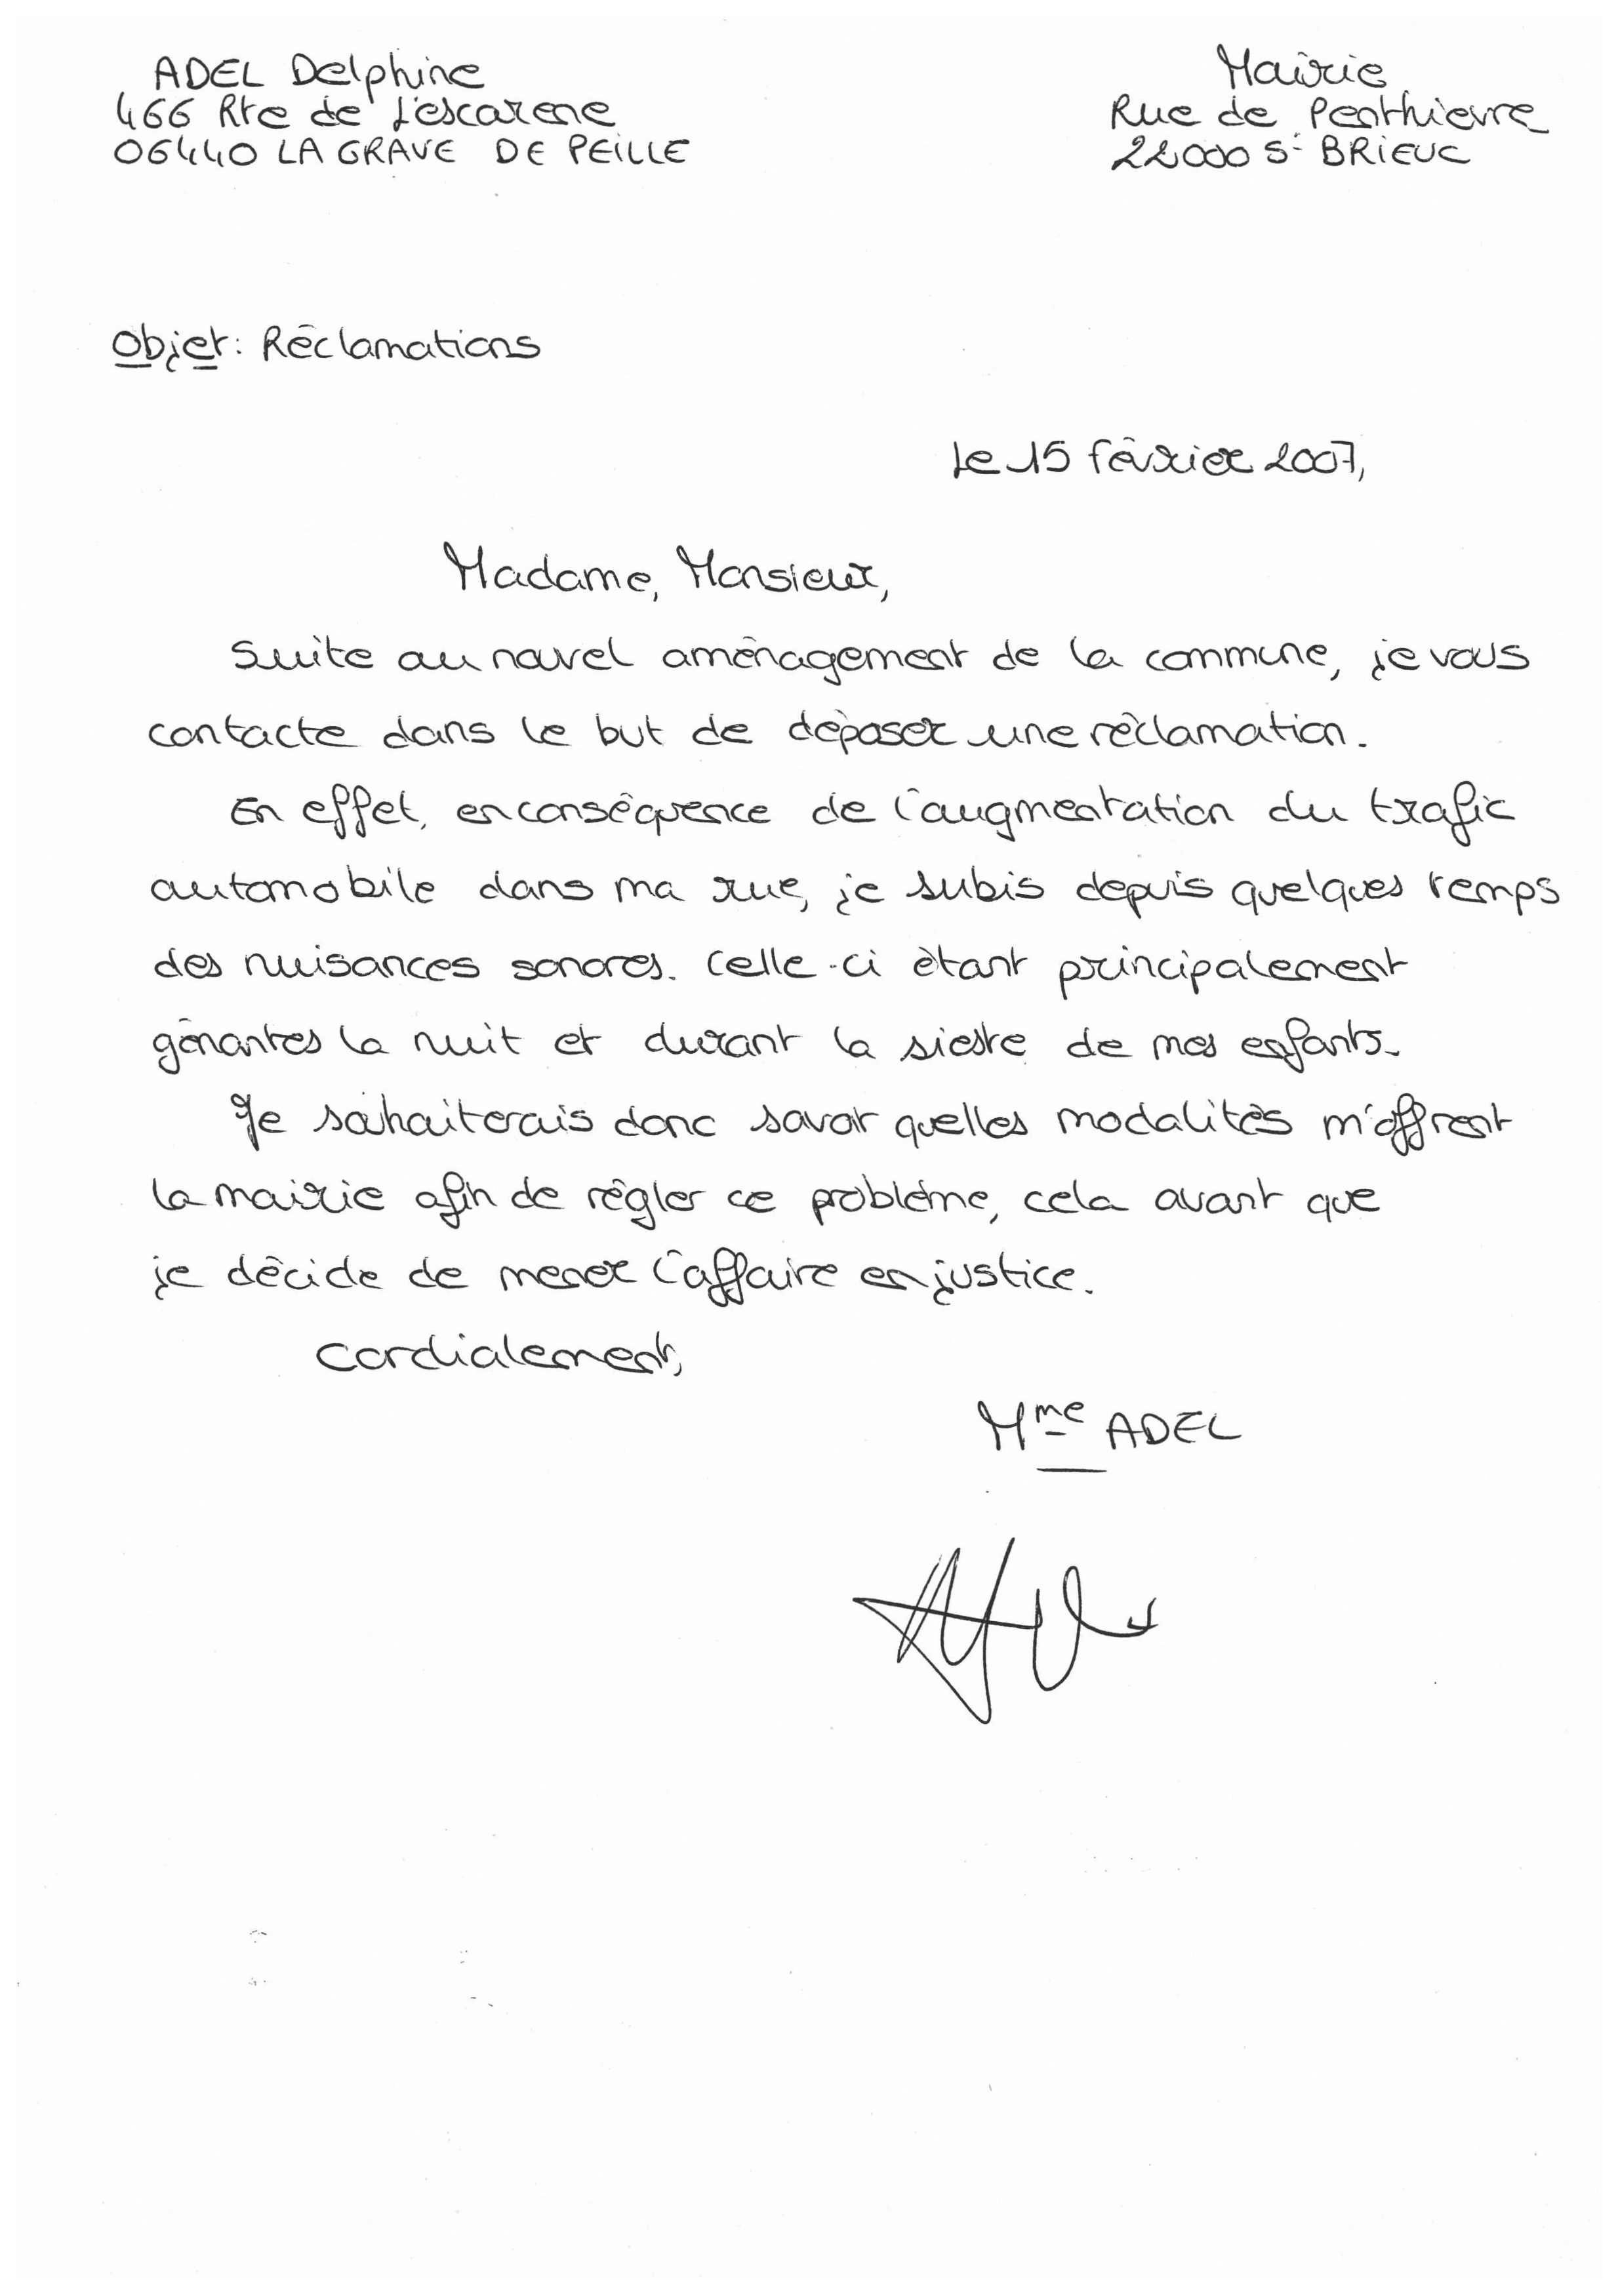 ADEL Delphine
466 Rte de L'escarene
06440 LA GRAVE DE PEILLE
Mairie
Rue de Penthievre
22000 St BRIEUC
Objet: Réclamations
Le 15 février 2007,
Madame, Monsieur,
Suite au nouvel aménagement de la commune, je vous
contacte dans le but de déposer une réclamation.
En effet, en conséquence de l'augmentation du trafic
automobile dans ma rue, je subis depuis quelques temps
des nuisances sonores. Celle-ci étant principalement
gênantes la nuit et durant la sieste de mes enfants.
Je souhaiterais donc savoir quelles modalités m'offrent
la mairie afin de régler ce problème, cela avant que
je décide de mener l'affaire en justice.
Cordialement,
Mme ADEL